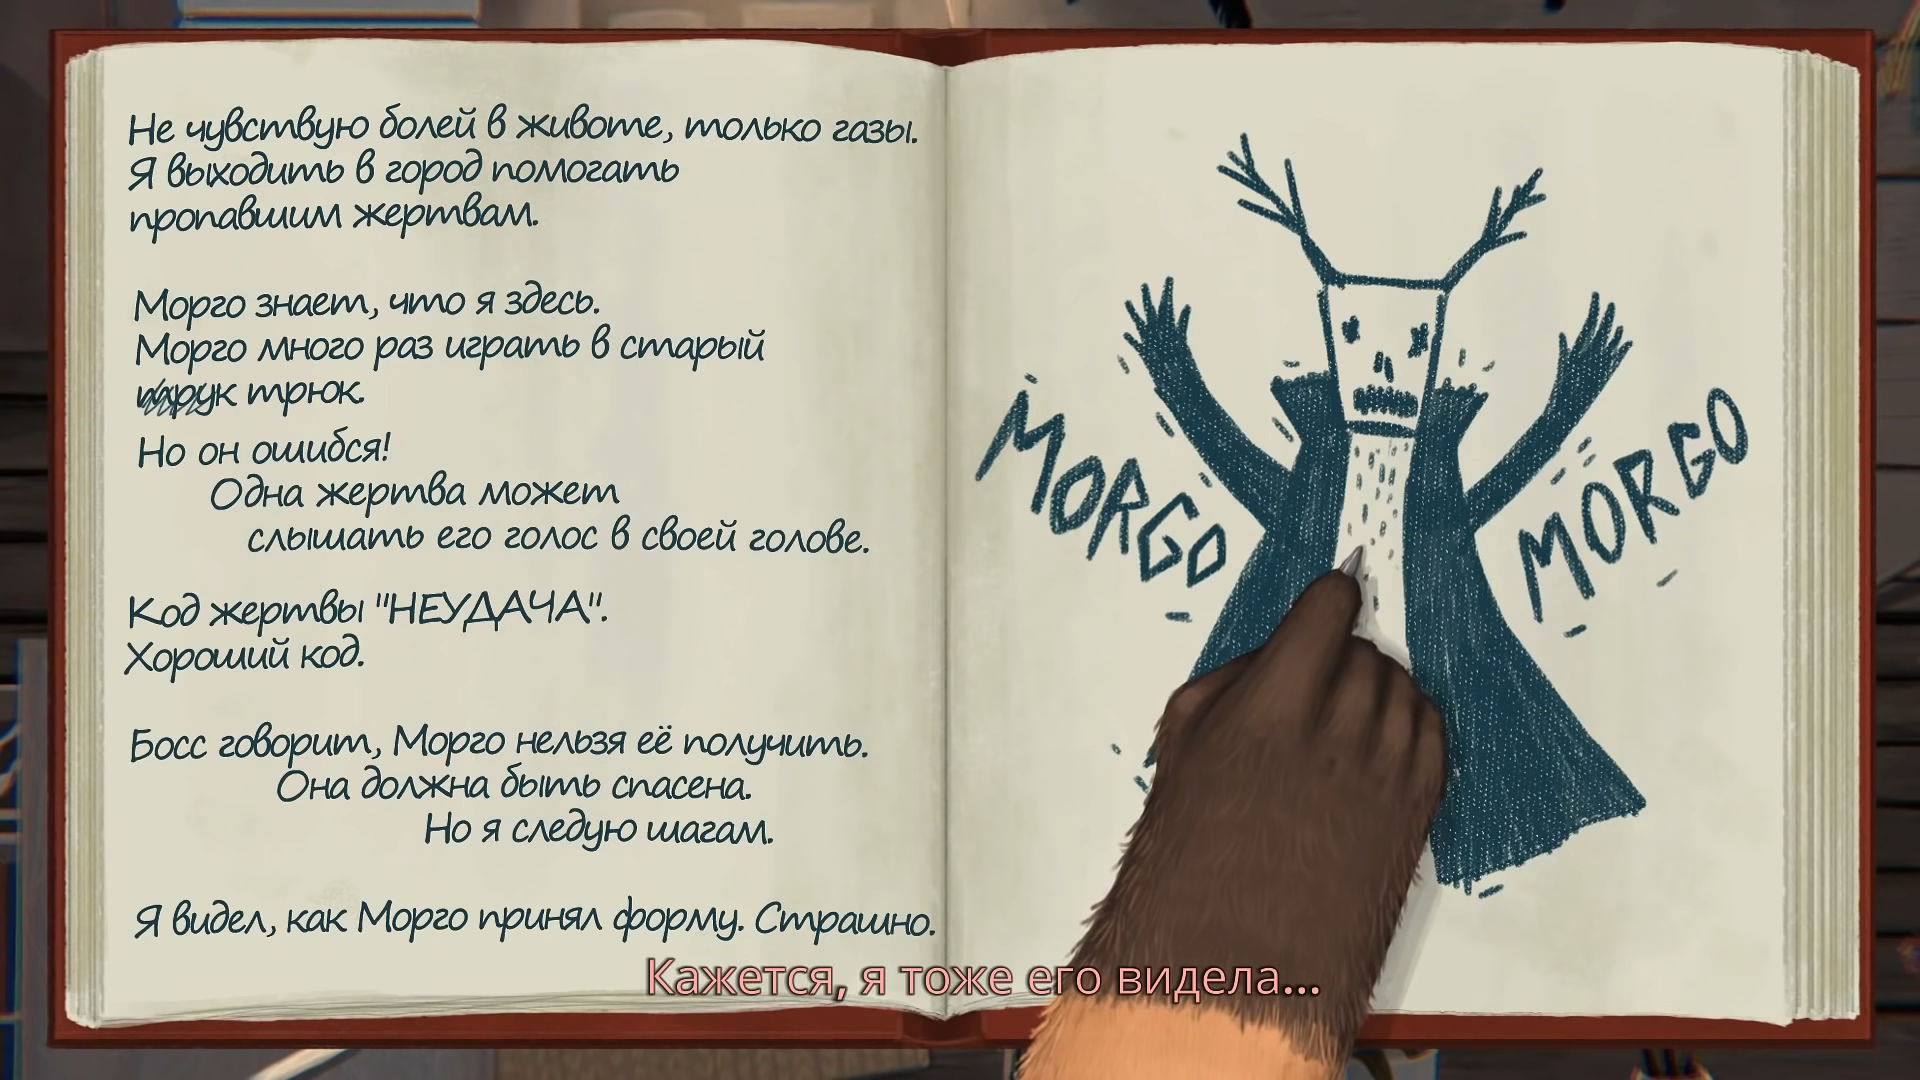 Не чувствую болей в животе, только газы.
Я выходить в город помогать
пропавшим жертвам.
Морго знает, что я здесь.
Морго много раз играть в старый
трюк.
Но он ошибся!
Одна жертва может
слышать его голос в своей голове.
Код жертвы "НЕУДАЧА".
Хороший код.
Босс говорит, Морго нельзя её получить.
Она должна быть спасена.
Но я следую шагам.
Я видел, как Морго принял форму. Страшно.
MORGO
MORGO
Кажется, я тоже его видела...